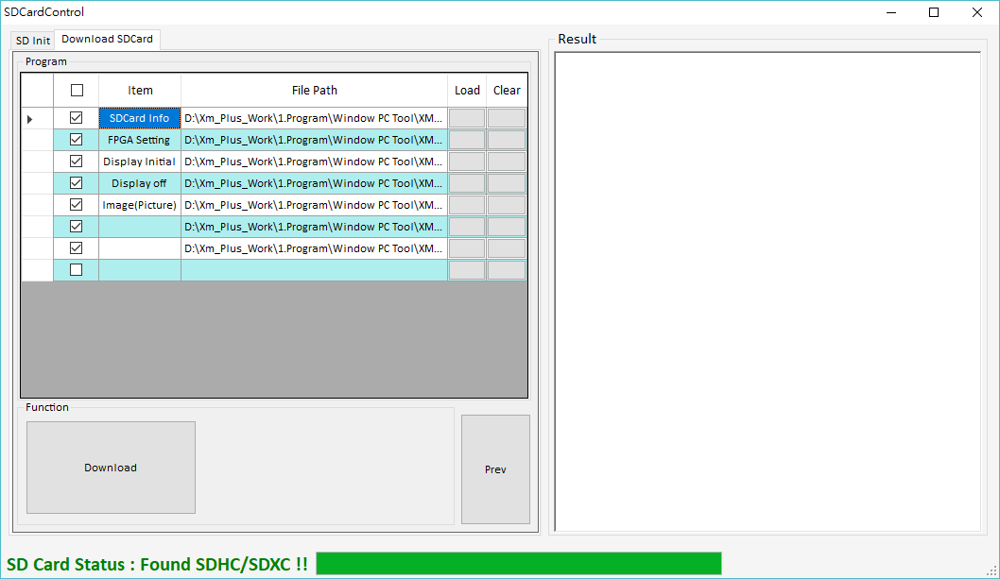 SDCardControl
SD Init
Download SDCard
Program
Item
File Path
Load
Clear
SDCard Info
D:\Xm_Plus_Work\1.Program\Window PC Tool\XM...
FPGA Setting
D:\Xm_Plus_Work\1.Program\Window PC Tool\XM...
Display Initial
D:\Xm_Plus_Work\1.Program\Window PC Tool\XM...
Display off
D:\Xm_Plus_Work\1.Program\Window PC Tool\XM...
Image(Picture)
D:\Xm_Plus_Work\1.Program\Window PC Tool\XM...
D:\Xm_Plus_Work\1.Program\Window PC Tool\XM...
D:\Xm_Plus_Work\1.Program\Window PC Tool\XM...
Function
Download
Prev
Result
SD Card Status : Found SDHC/SDXC !!